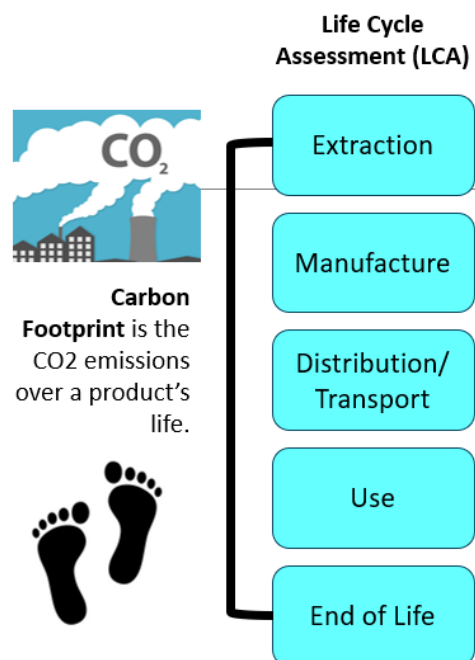 Life Cycle
Assessment (LCA)
CO2
Carbon
Footprint is the
CO2 emissions
over a product's
life.
Extraction
Manufacture
Distribution/
Transport
Use
End of Life